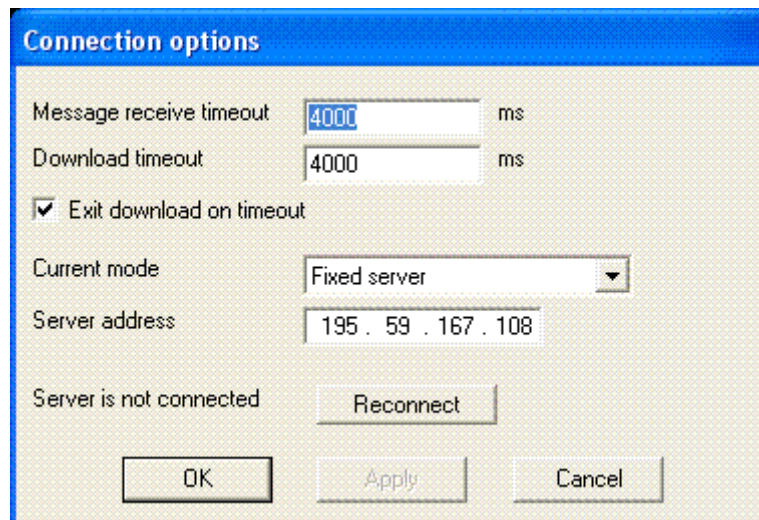 Connection options
Message receive timeout 4000 ms
Download timeout 4000 ms
Exit download on timeout
Current mode Fixed server
Server address 195 . 59 . 167 . 108
Server is not connected Reconnect
OK Apply Cancel